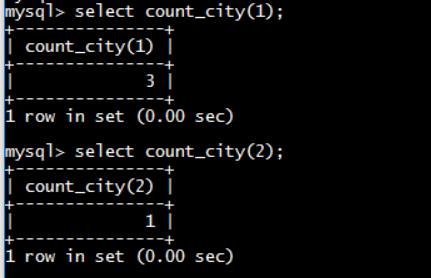 mysql> select count_city(1);
+---------------+
| count_city(1) |
+---------------+
|             3 |
+---------------+
1 row in set (0.00 sec)
mysql> select count_city(2);
+---------------+
| count_city(2) |
+---------------+
|             1 |
+---------------+
1 row in set (0.00 sec)